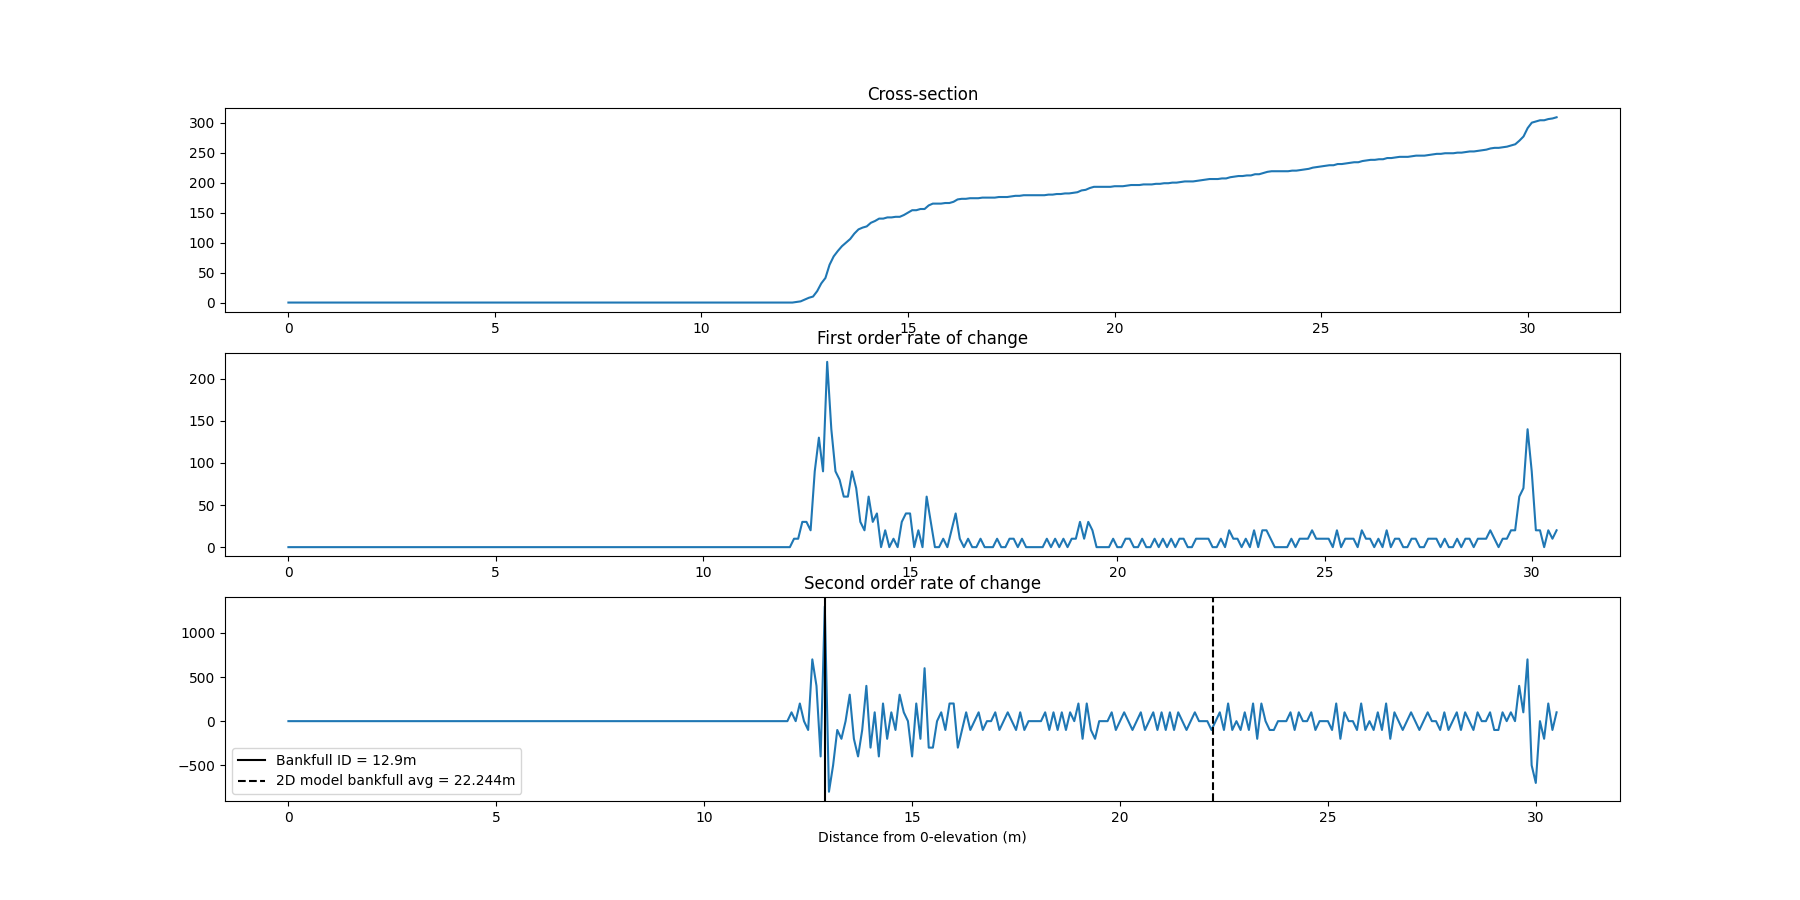 Cross-section
300
250
200
150
100
50
0
0 5 10 15 20 25 30
First order rate of change
200
150
100
50
0
0 5 10 15 20 25 30
Second order rate of change
1000
500
0
−500
Bankfull ID = 12.9m
2D model bankfull avg = 22.244m
0 5 10 15 20 25 30
Distance from 0-elevation (m)